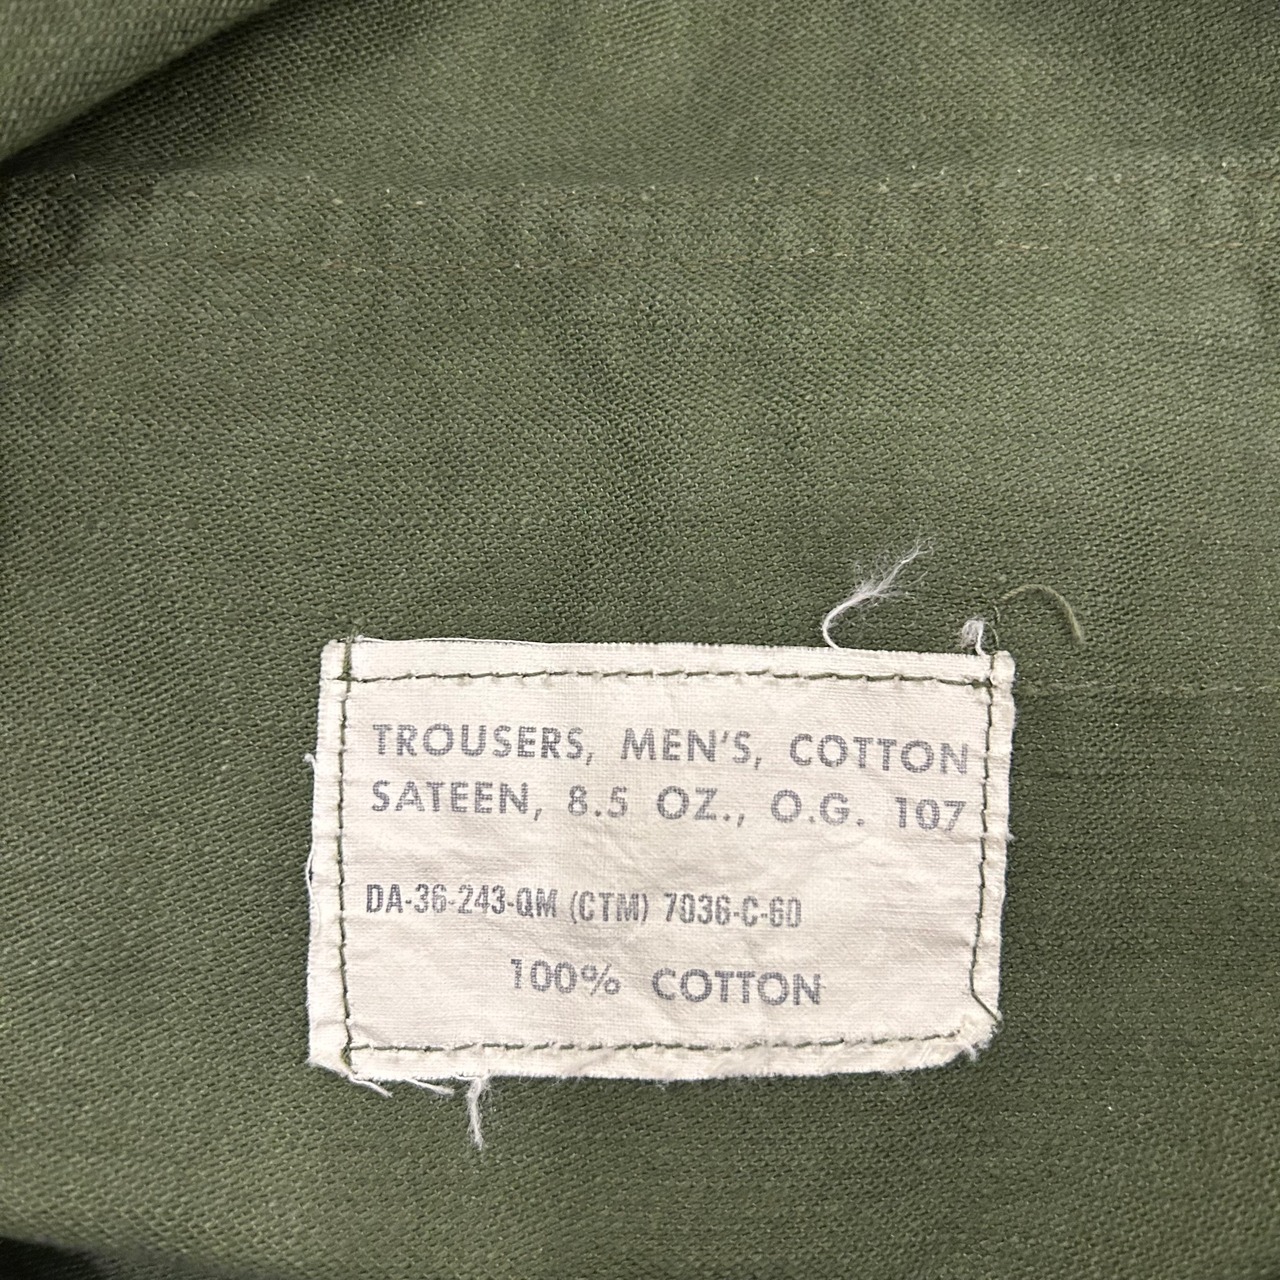 TROUSERS, MEN'S, COTTON
SATEEN, 8.5 OZ., O.G. 107
DA-36-243-QM (CTM) 7036-C-60
100% COTTON